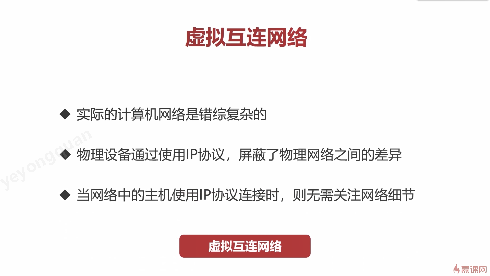 虚拟互连网络
◆ 实际的计算机网络是错综复杂的
◆ 物理设备通过使用IP协议，屏蔽了物理网络之间的差异
◆ 当网络中的主机使用IP协议连接时，则无需关注网络细节
虚拟互连网络
yeyongquan
慕课网